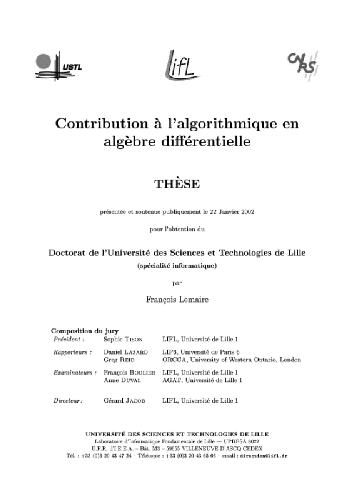 USTL
LIFL
CNRS
Contribution à l'algorithmique en
algèbre différentielle
THÈSE
présentée et soutenue publiquement le 22 Janvier 2002
pour l'obtention du
Doctorat de l'Université des Sciences et Technologies de Lille
(spécialité informatique)
par
François Lemaire
Composition du jury
Président : Sophie Tison LIFL, Université de Lille 1
Rapporteurs : Daniel Lazard LIP6, Université de Paris 6
Greg Reid ORCCA, University of Western Ontario, London
Examinateurs : François Boulier LIFL, Université de Lille 1
Anne Duval AGAT, Université de Lille 1
Directeur : Gérard Jacob LIFL, Université de Lille 1
UNIVERSITÉ DES SCIENCES ET TECHNOLOGIES DE LILLE
Laboratoire d'Informatique Fondamentale de Lille — UPRESA 8022
U.F.R. d'I.E.E.A. – Bât. M3 – 59655 VILLENEUVE D'ASCQ CEDEX
Tél. : +33 (0)3 20 43 47 24 – Télécopie : +33 (0)3 20 43 65 66 – email :